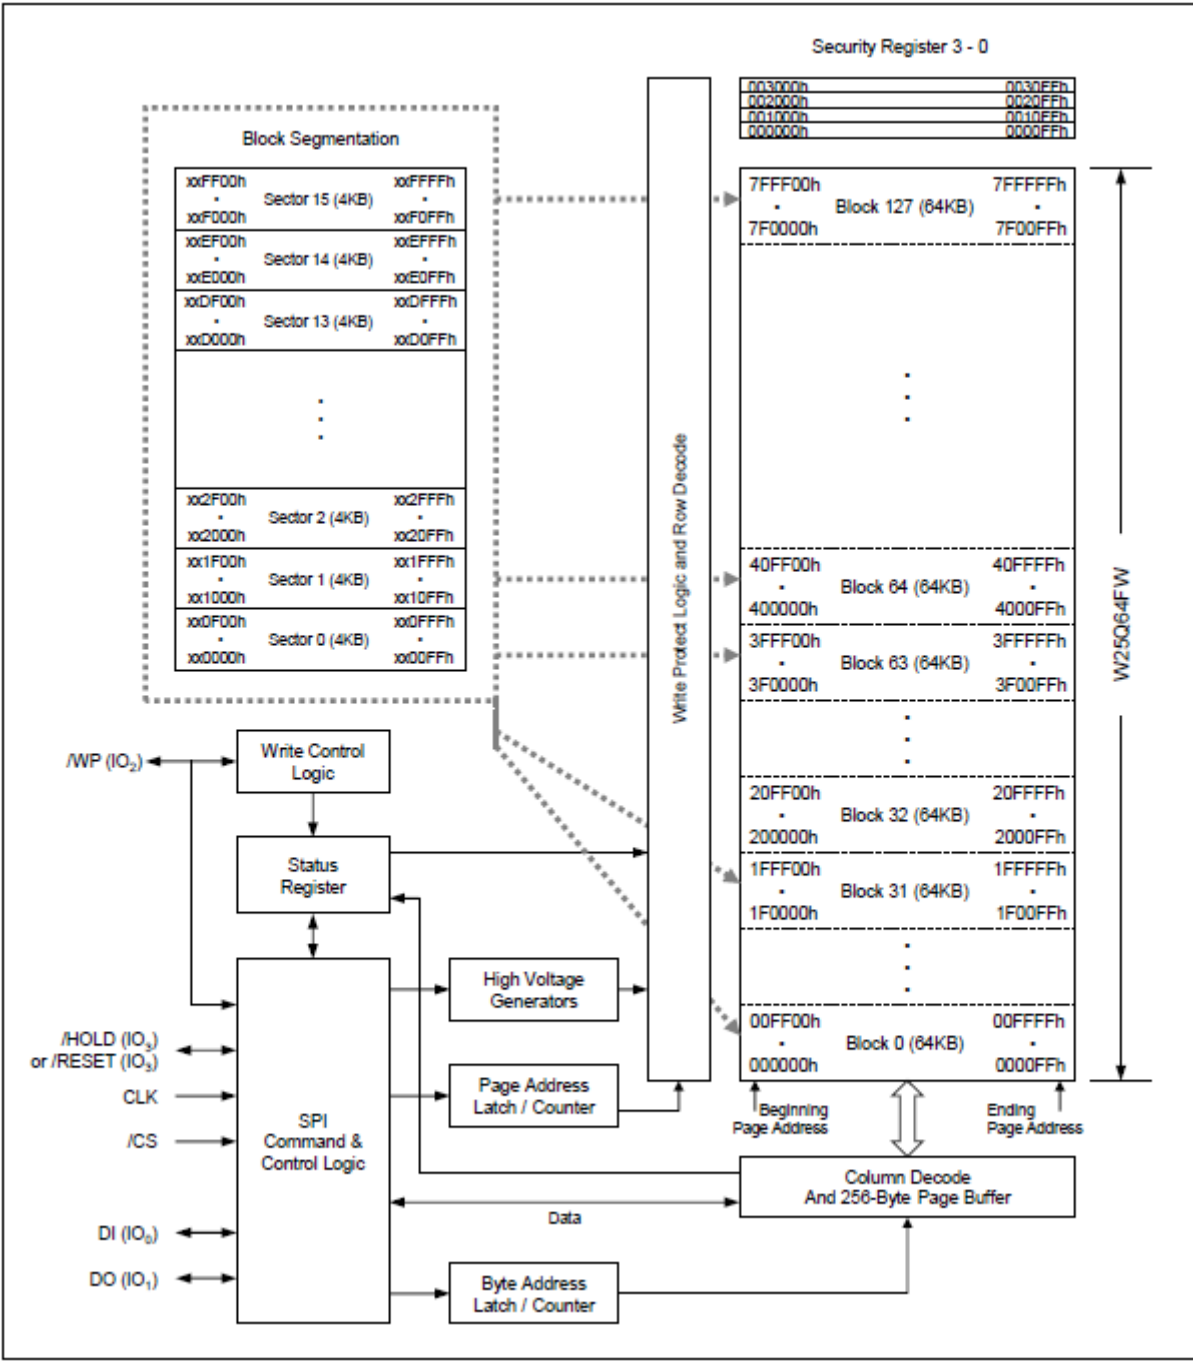 Security Register 3 - 0
003000h 0030FFh
002000h 0020FFh
001000h 0010FFh
000000h 0000FFh
Block Segmentation
xxFF00h xxFFFFh
Sector 15 (4KB)
xxF000h xxF0FFh
xxEF00h xxEFFFh
Sector 14 (4KB)
xxE000h xxE0FFh
xxDF00h xxDFFFh
Sector 13 (4KB)
xxD000h xxD0FFh
xx2F00h xx2FFFh
Sector 2 (4KB)
xx2000h xx20FFh
xx1F00h xx1FFFh
Sector 1 (4KB)
xx1000h xx10FFh
xx0F00h xx0FFFh
Sector 0 (4KB)
xx0000h xx00FFh
Write Protect Logic and Row Decode
7FFF00h 7FFFFFh
Block 127 (64KB)
7F0000h 7F00FFh
40FF00h 40FFFFh
Block 64 (64KB)
400000h 4000FFh
3FFF00h 3FFFFFh
Block 63 (64KB)
3F0000h 3F00FFh
20FF00h 20FFFFh
Block 32 (64KB)
200000h 2000FFh
1FFF00h 1FFFFFh
Block 31 (64KB)
1F0000h 1F00FFh
00FF00h 00FFFFh
Block 0 (64KB)
000000h 0000FFh
W25Q64FW
Beginning
Page Address
Ending
Page Address
/WP (IO2)
Write Control
Logic
Status
Register
High Voltage
Generators
/HOLD (IO3)
or /RESET (IO3)
CLK
/CS
Page Address
Latch / Counter
SPI
Command &
Control Logic
Column Decode
And 256-Byte Page Buffer
Data
DI (IO0)
DO (IO1)
Byte Address
Latch / Counter